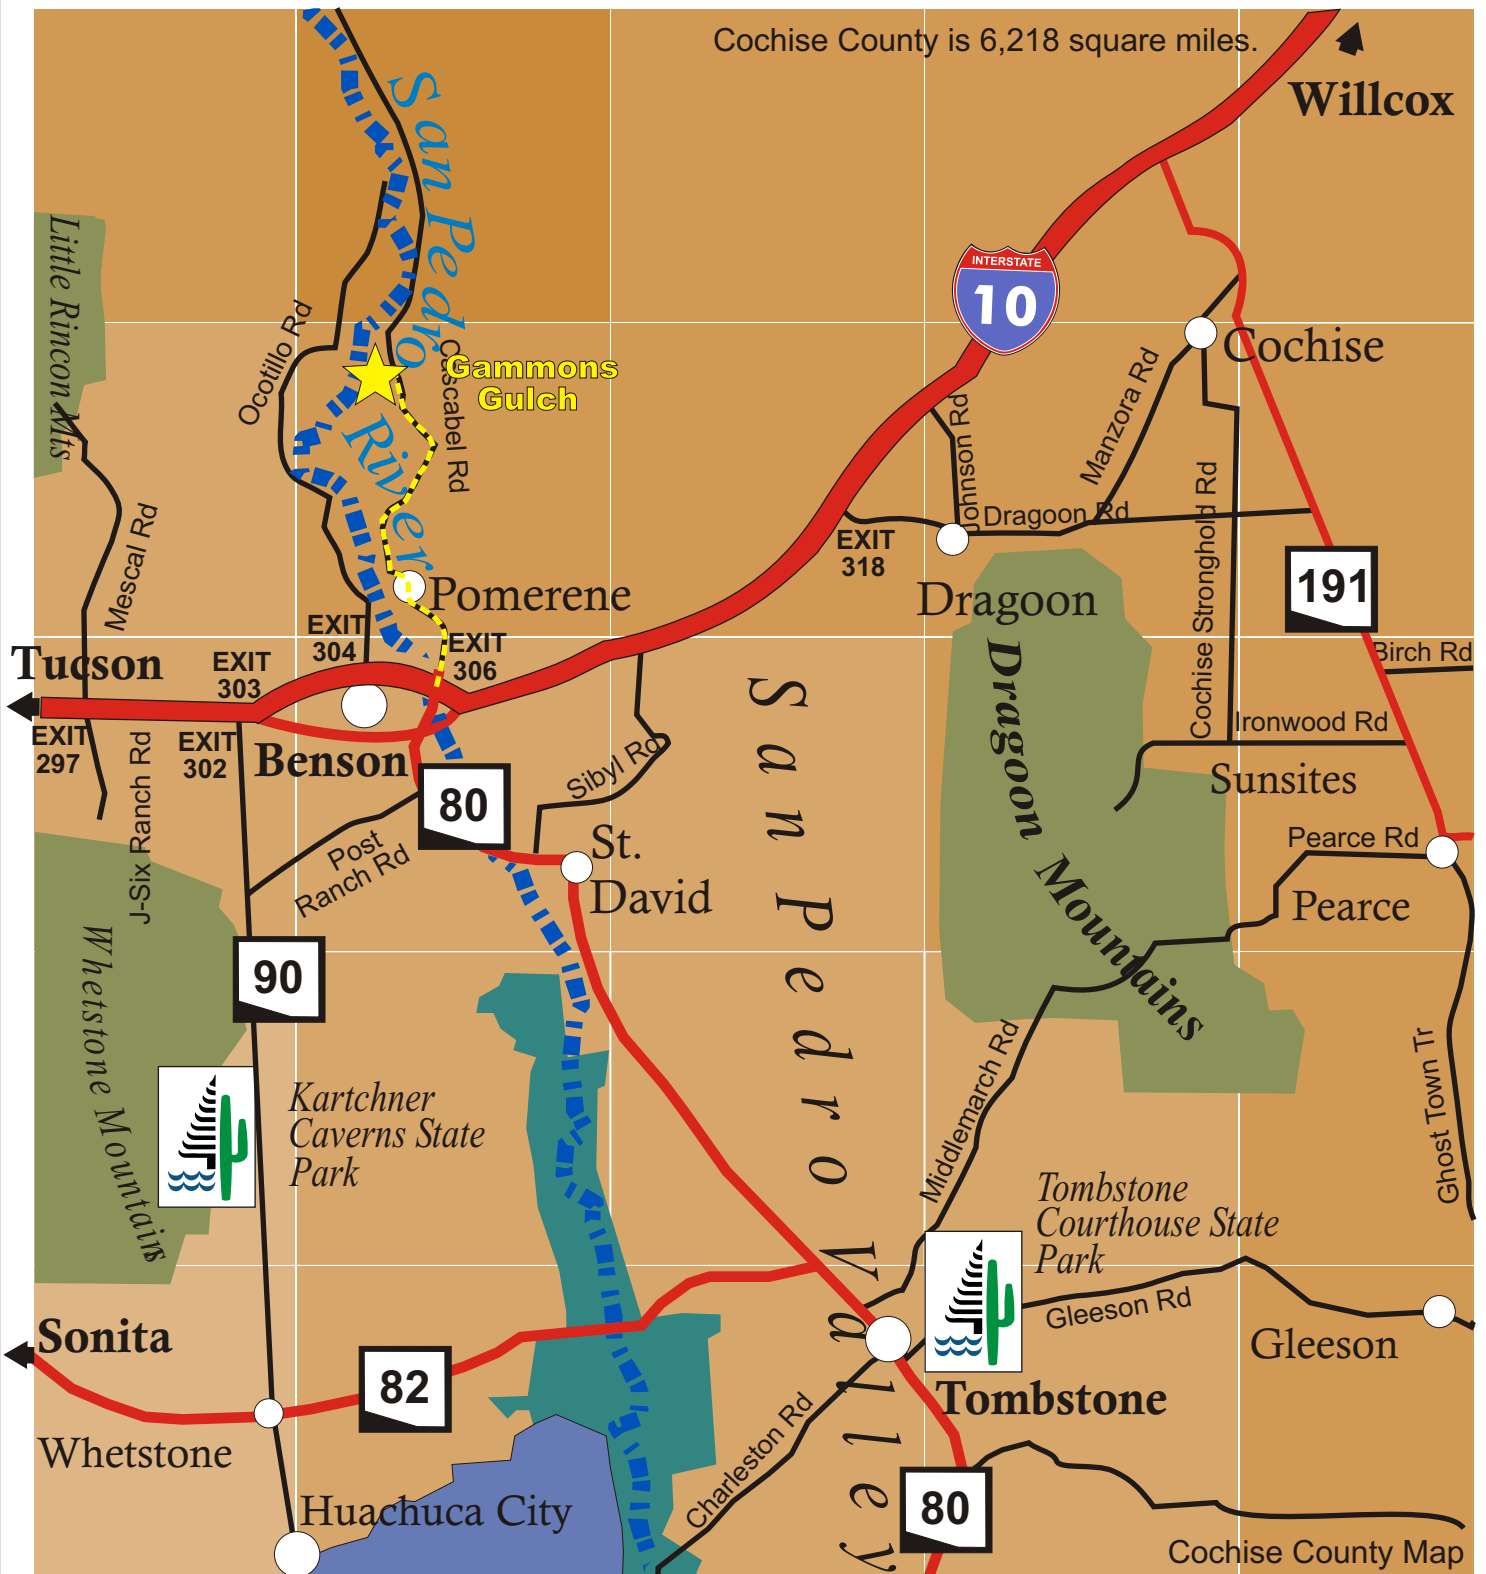 Cochise County is 6,218 square miles.
Willcox
San Pedro
River
Little Rincon Mts
INTERSTATE
10
Ocotillo Rd
Cascabel Rd
Gammons
Gulch
Cochise
Manzora Rd
Johnson Rd
Dragoon Rd
Cochise Stronghold Rd
EXIT
318
Mescal Rd
191
Pomerene
Dragoon
EXIT
304
EXIT
306
Tucson
EXIT
303
Birch Rd
EXIT
297
EXIT
302
Benson
J-Six Ranch Rd
Sibyl Rd
Ironwood Rd
Sunsites
80
Post
Ranch Rd
St.
David
San Pedro Valley
Dragoon Mountains
Pearce Rd
Pearce
90
Whetstone Mountains
Kartchner
Caverns State
Park
Middlemarch Rd
Ghost Town Tr
Tombstone
Courthouse State
Park
Gleeson Rd
Gleeson
Sonita
82
Tombstone
Whetstone
Charleston Rd
Huachuca City
80
Cochise County Map